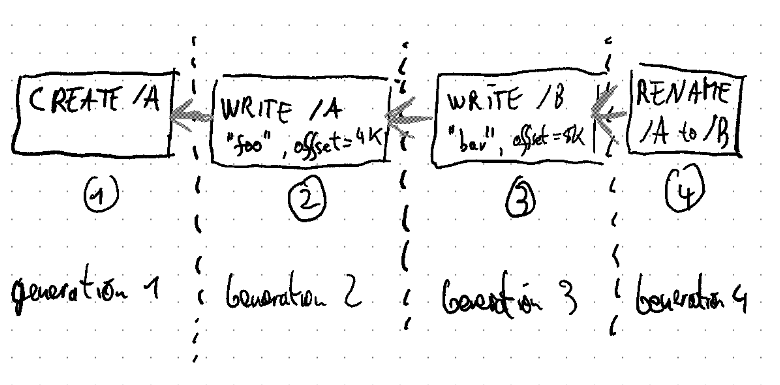 CREATE /A
WRITE /A
"foo", offset=4K
WRITE /B
"bar", offset=8K
RENAME
/A to /B
1
2
3
4
generation 1
Generation 2
Generation 3
Generation 4